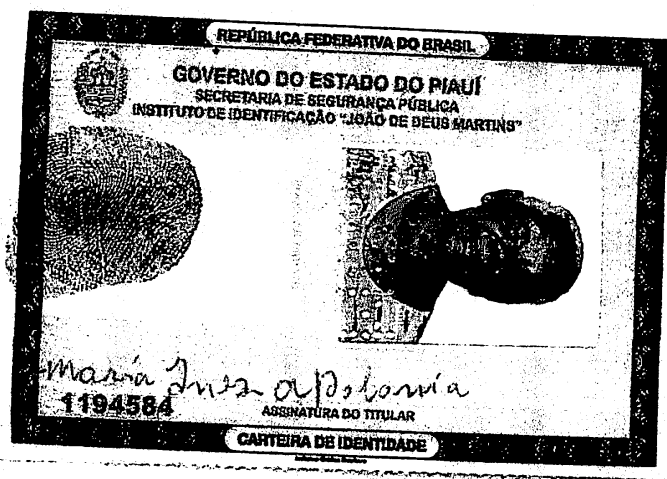 REPÚBLICA FEDERATIVA DO BRASIL
GOVERNO DO ESTADO DO PIAUÍ
SECRETARIA DE SEGURANÇA PÚBLICA
INSTITUTO DE IDENTIFICAÇÃO "JOÃO DE DEUS MARTINS"
Maria Inez apolonia
1194584
ASSINATURA DO TITULAR
CARTEIRA DE IDENTIDADE